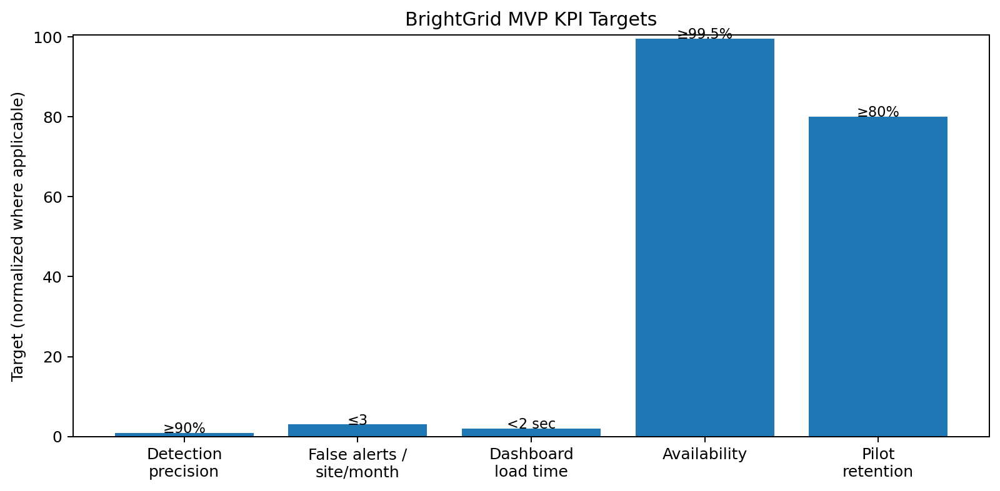 BrightGrid MVP KPI Targets
Target (normalized where applicable)
100
80
60
40
20
0
≥90%
≤3
<2 sec
≥99.5%
≥80%
Detection
precision
False alerts /
site/month
Dashboard
load time
Availability
Pilot
retention